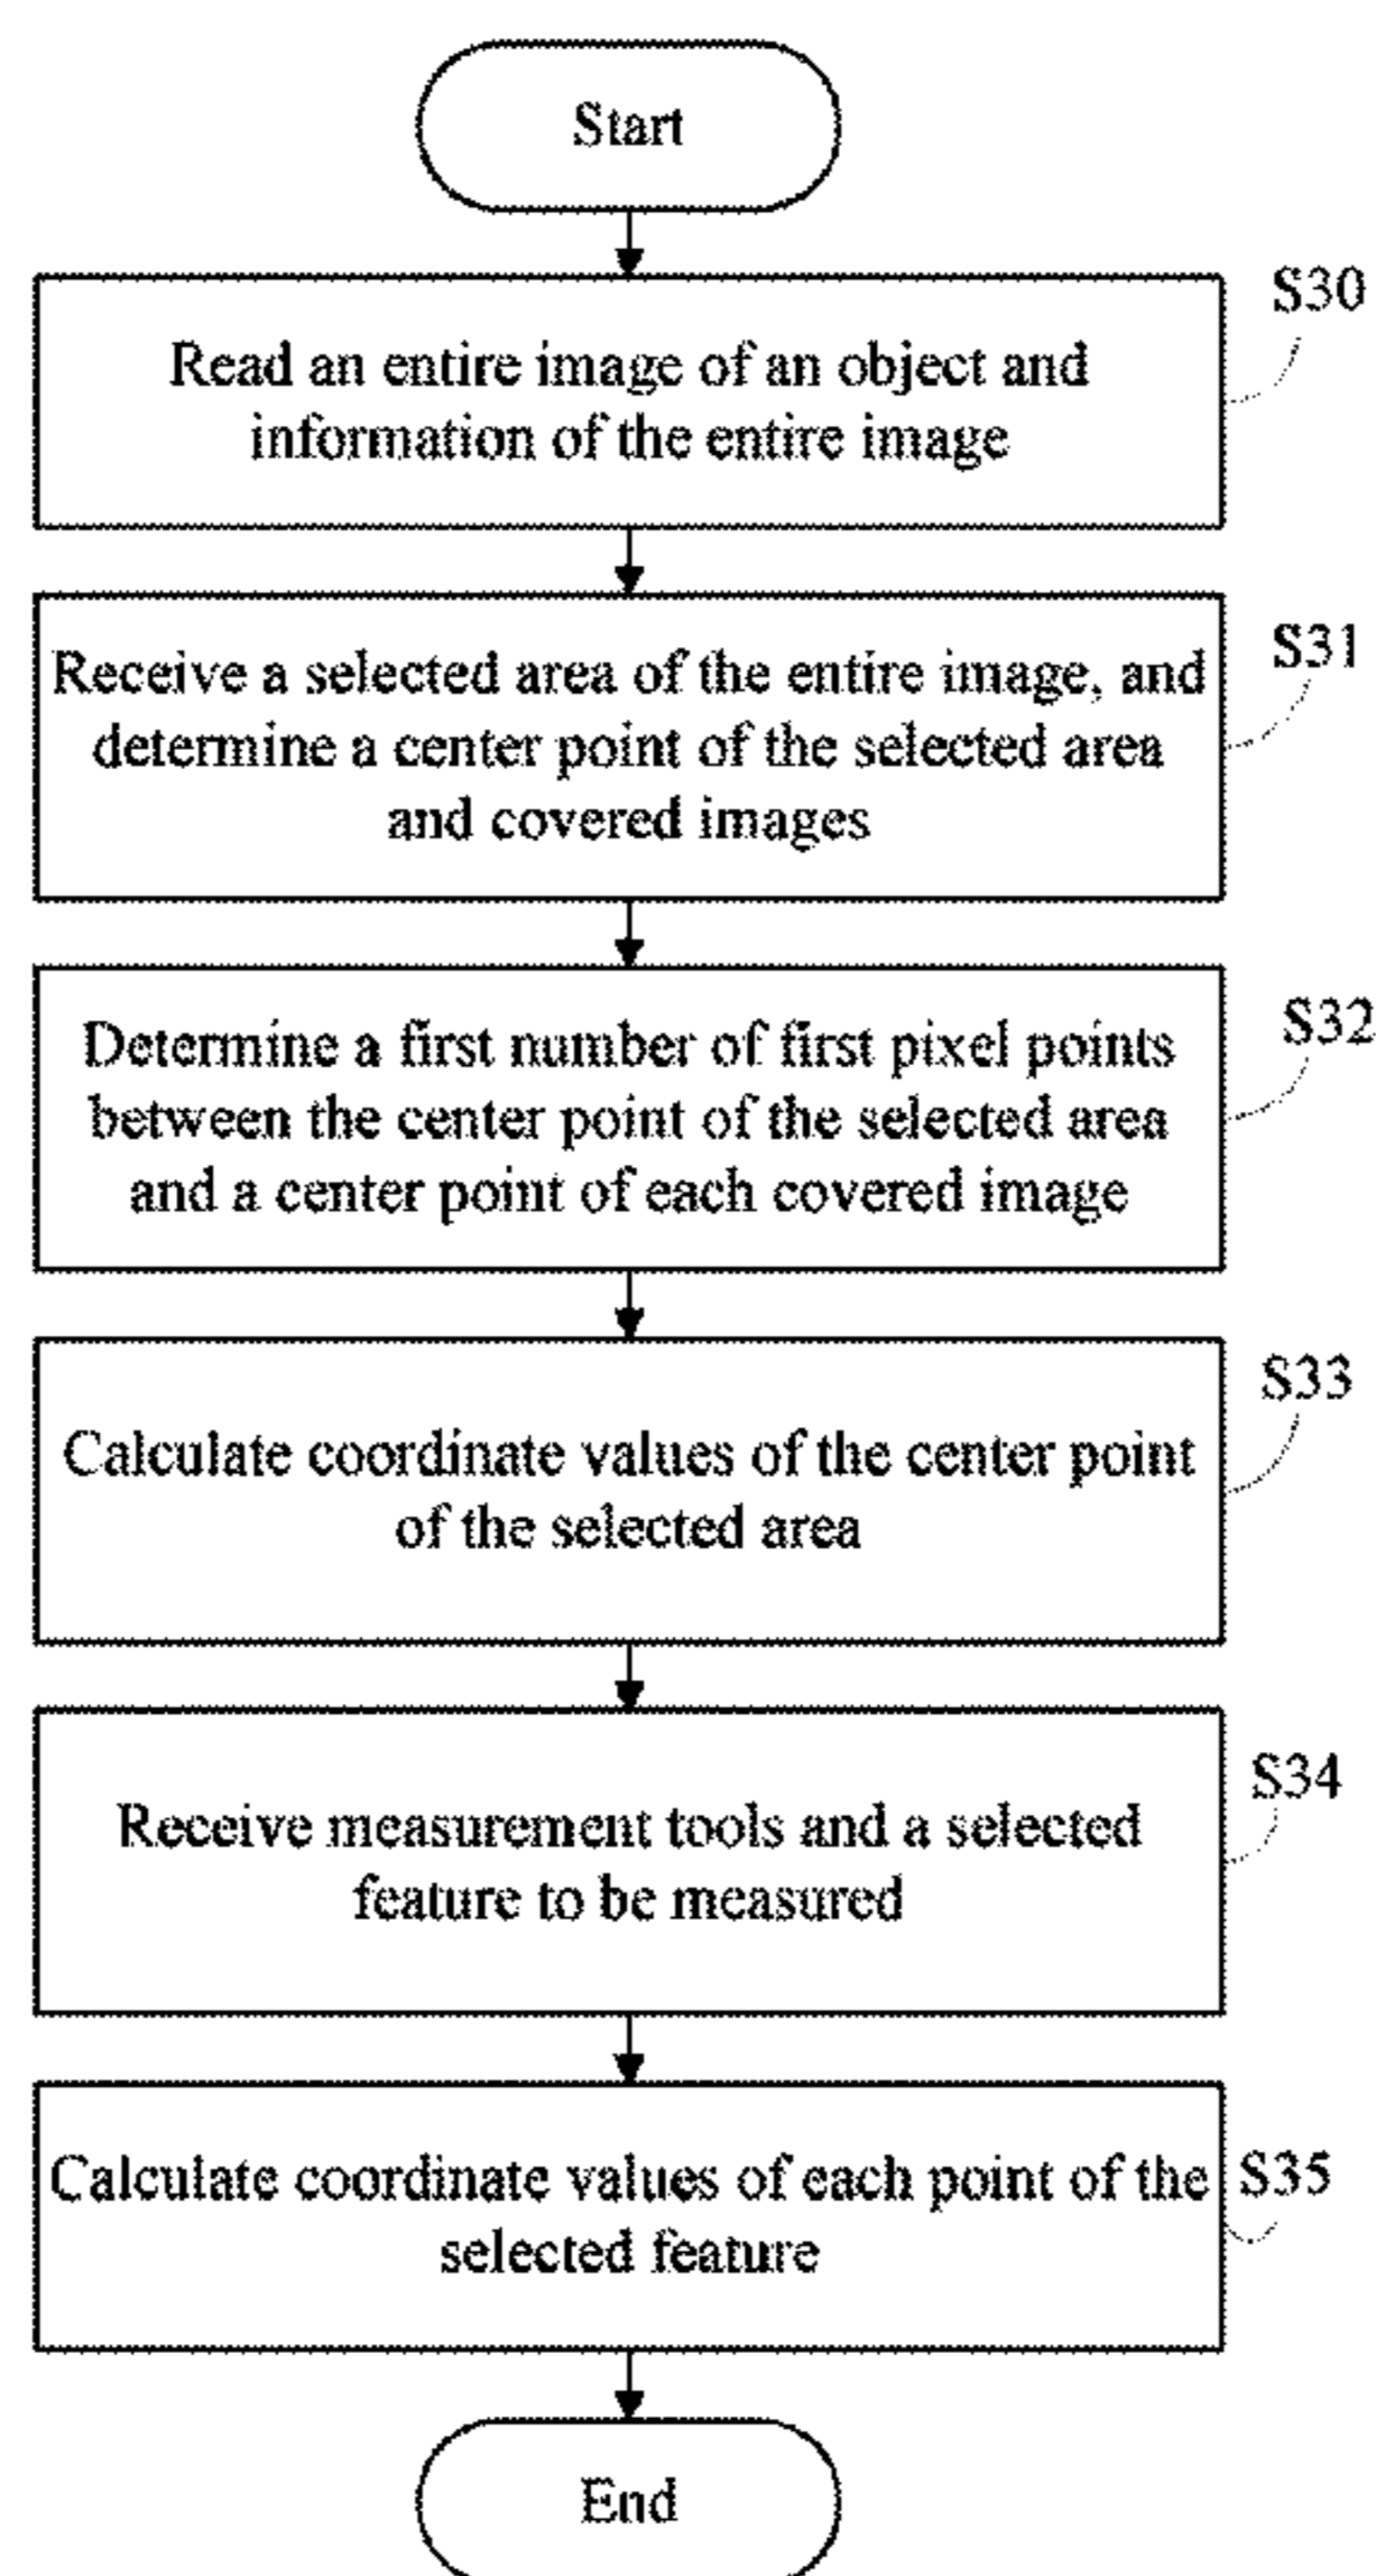 Start
S30
Read an entire image of an object and
information of the entire image
S31
Receive a selected area of the entire image, and
determine a center point of the selected area
and covered images
S32
Determine a first number of first pixel points
between the center point of the selected area
and a center point of each covered image
S33
Calculate coordinate values of the center point
of the selected area
S34
Receive measurement tools and a selected
feature to be measured
Calculate coordinate values of each point of the
S35
selected feature
End